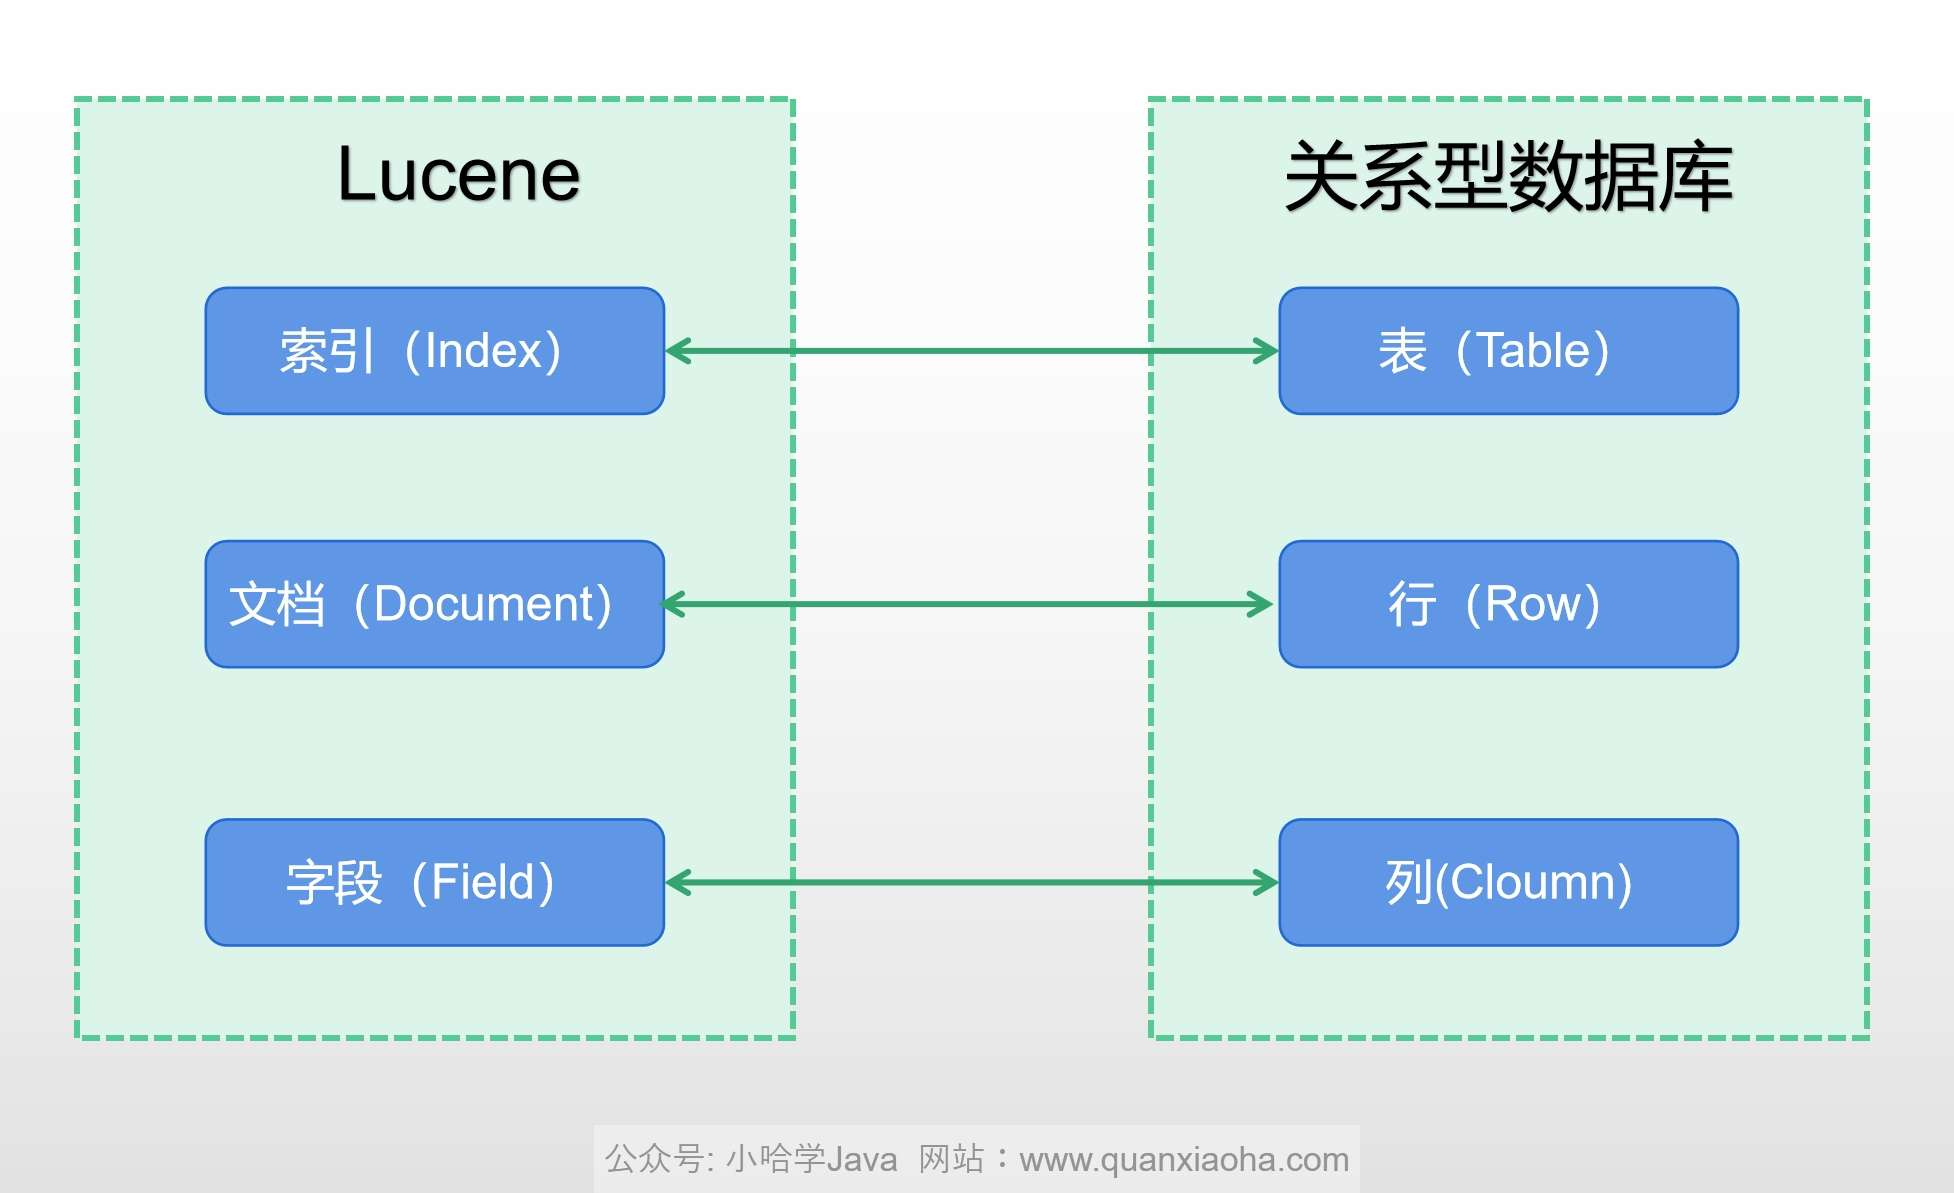 Lucene
关系型数据库
索引（Index）
表（Table）
文档（Document）
行（Row）
字段（Field）
列(Cloumn)
公众号: 小哈学Java 网站：www.quanxiaoha.com